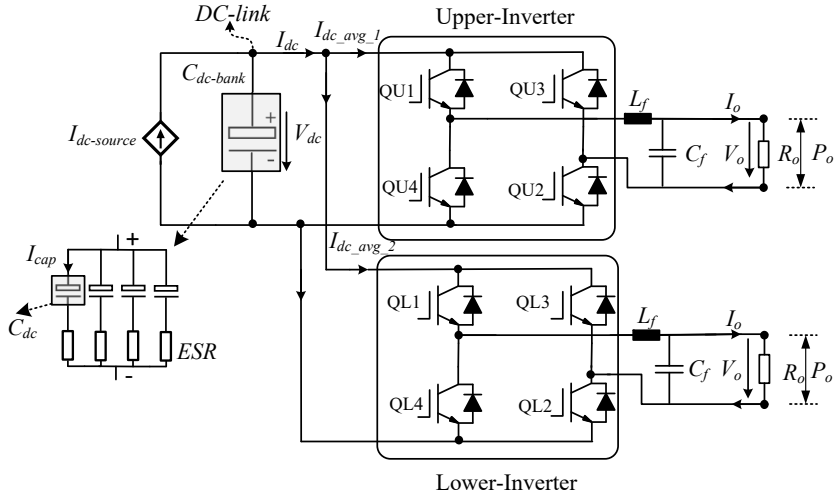 DC-link
Upper-Inverter
I_dc
I_dc_avg_1
C_dc-bank
+
-
V_dc
I_dc-source
QU1
QU3
QU4
QU2
L_f
I_o
C_f
V_o
R_o
P_o
I_dc_avg_2
+
I_cap
C_dc
ESR
-
QL1
QL3
QL4
QL2
L_f
I_o
C_f
V_o
R_o
P_o
Lower-Inverter